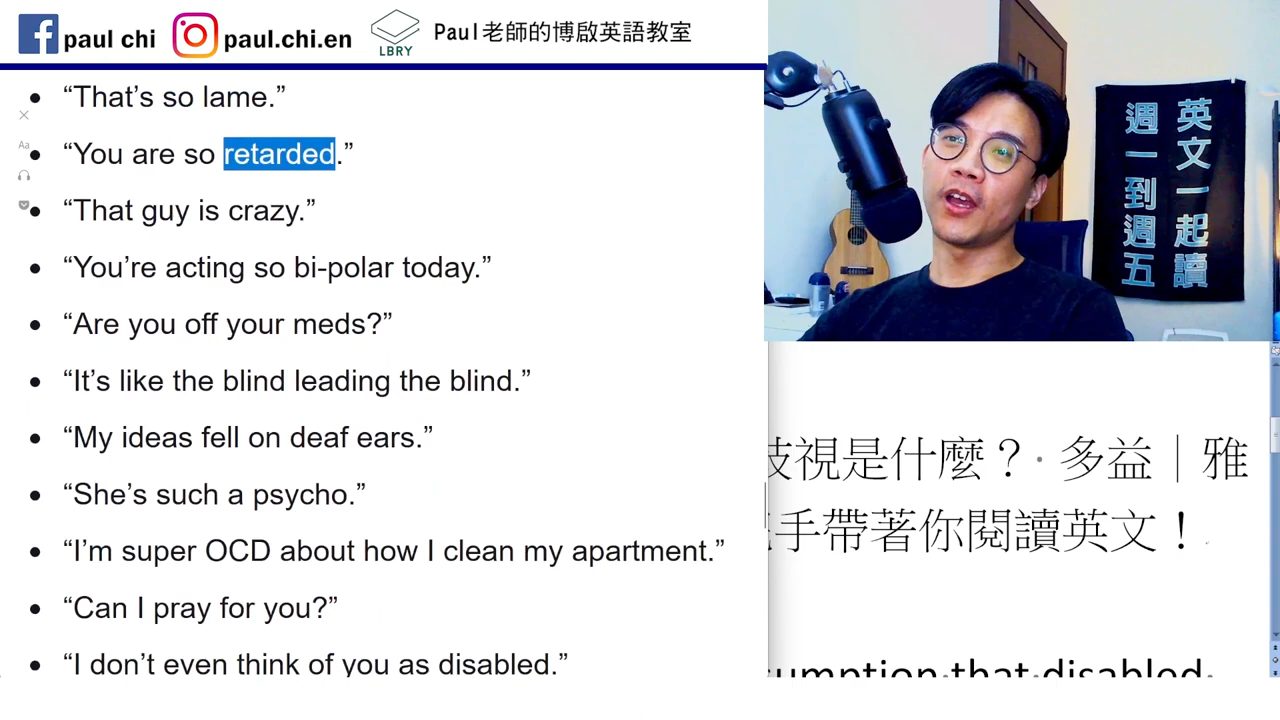 paul chi
paul.chi.en
LBRY
Paul老師的博啟英語教室
“That’s so lame.”
“You are so retarded.”
“That guy is crazy.”
“You’re acting so bi-polar today.”
“Are you off your meds?”
“It’s like the blind leading the blind.”
“My ideas fell on deaf ears.”
“She’s such a psycho.”
“I’m super OCD about how I clean my apartment.”
“Can I pray for you?”
“I don’t even think of you as disabled.”
Aa
英文一起讀
週一到週五
視是什麼？多益｜雅
手帶著你閱讀英文！
that disabled